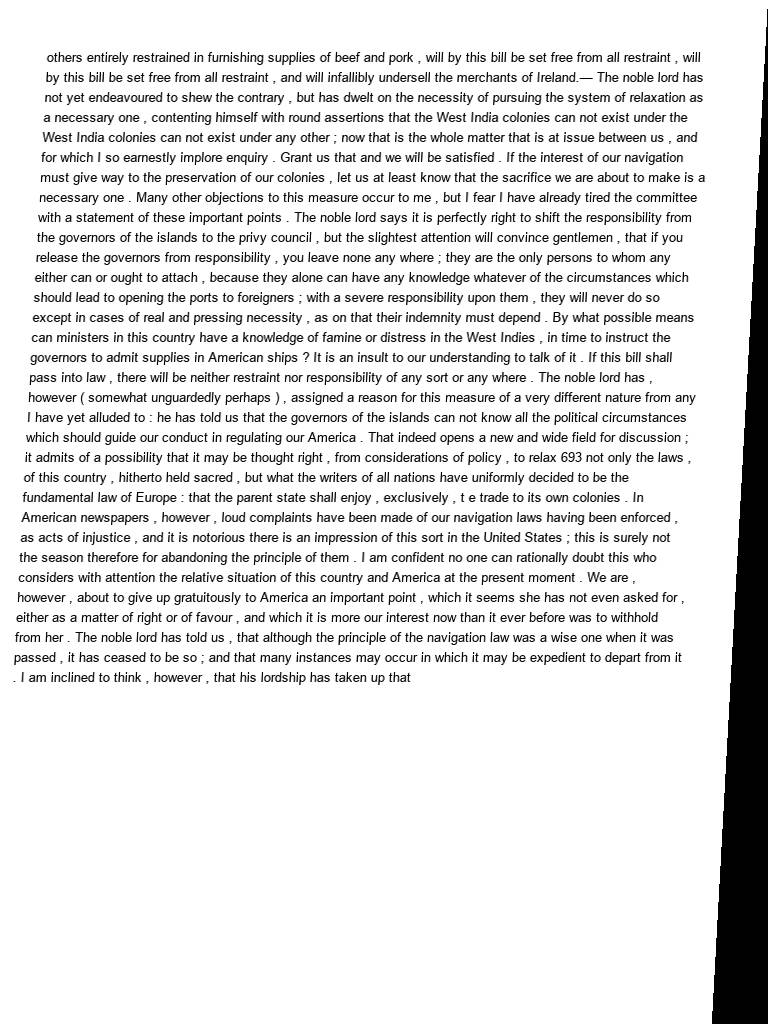 others entirely restrained in furnishing supplies of beef and pork , will by this bill be set free from all restraint , will
by this bill be set free from all restraint , and will infallibly undersell the merchants of Ireland.— The noble lord has
not yet endeavoured to shew the contrary , but has dwelt on the necessity of pursuing the system of relaxation as
a necessary one , contenting himself with round assertions that the West India colonies can not exist under the
West India colonies can not exist under any other ; now that is the whole matter that is at issue between us , and
for which I so earnestly implore enquiry . Grant us that and we will be satisfied . If the interest of our navigation
must give way to the preservation of our colonies , let us at least know that the sacrifice we are about to make is a
necessary one . Many other objections to this measure occur to me , but I fear I have already tired the committee
with a statement of these important points . The noble lord says it is perfectly right to shift the responsibility from
the governors of the islands to the privy council , but the slightest attention will convince gentlemen , that if you
release the governors from responsibility , you leave none any where ; they are the only persons to whom any
either can or ought to attach , because they alone can have any knowledge whatever of the circumstances which
should lead to opening the ports to foreigners ; with a severe responsibility upon them , they will never do so
except in cases of real and pressing necessity , as on that their indemnity must depend . By what possible means
can ministers in this country have a knowledge of famine or distress in the West Indies , in time to instruct the
governors to admit supplies in American ships ? It is an insult to our understanding to talk of it . If this bill shall
pass into law , there will be neither restraint nor responsibility of any sort or any where . The noble lord has ,
however ( somewhat unguardedly perhaps ) , assigned a reason for this measure of a very different nature from any
I have yet alluded to : he has told us that the governors of the islands can not know all the political circumstances
which should guide our conduct in regulating our America . That indeed opens a new and wide field for discussion ;
it admits of a possibility that it may be thought right , from considerations of policy , to relax 693 not only the laws ,
of this country , hitherto held sacred , but what the writers of all nations have uniformly decided to be the
fundamental law of Europe : that the parent state shall enjoy , exclusively , t e trade to its own colonies . In
American newspapers , however , loud complaints have been made of our navigation laws having been enforced ,
as acts of injustice , and it is notorious there is an impression of this sort in the United States ; this is surely not
the season therefore for abandoning the principle of them . I am confident no one can rationally doubt this who
considers with attention the relative situation of this country and America at the present moment . We are ,
however , about to give up gratuitously to America an important point , which it seems she has not even asked for ,
either as a matter of right or of favour , and which it is more our interest now than it ever before was to withhold
from her . The noble lord has told us , that although the principle of the navigation law was a wise one when it was
passed , it has ceased to be so ; and that many instances may occur in which it may be expedient to depart from it
. I am inclined to think , however , that his lordship has taken up that